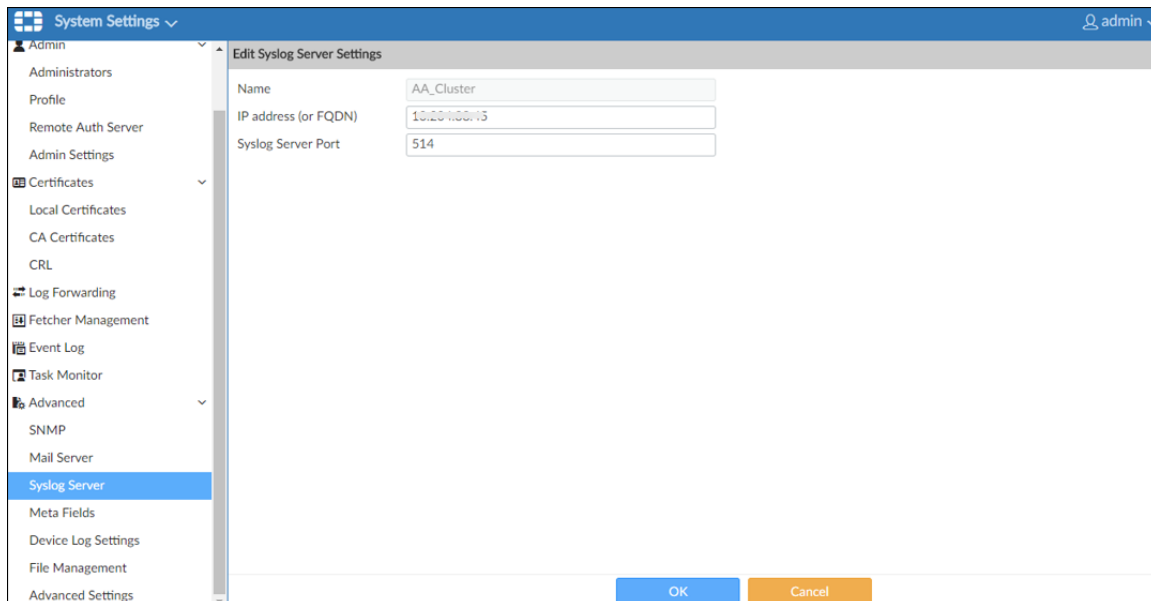 System Settings
admin
Admin
Administrators
Profile
Remote Auth Server
Admin Settings
Certificates
Local Certificates
CA Certificates
CRL
Log Forwarding
Fetcher Management
Event Log
Task Monitor
Advanced
SNMP
Mail Server
Syslog Server
Meta Fields
Device Log Settings
File Management
Advanced Settings
Edit Syslog Server Settings
Name AA_Cluster
IP address (or FQDN)
Syslog Server Port 514
OK Cancel